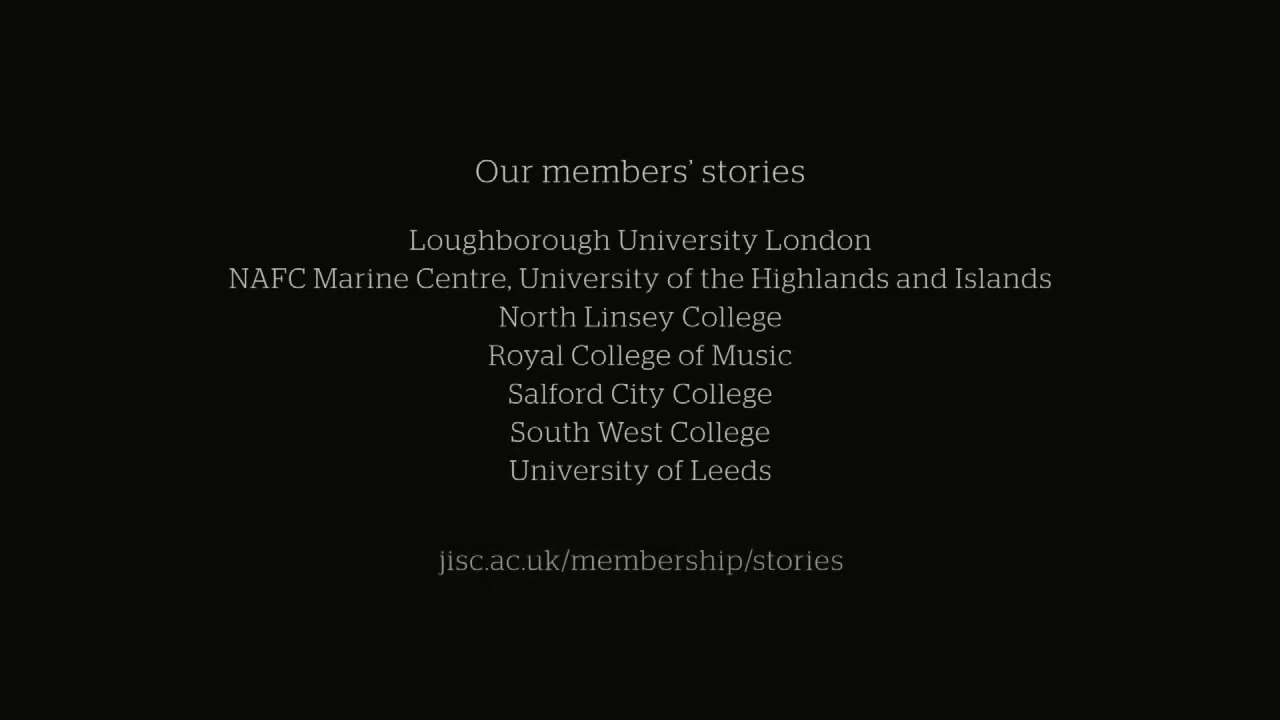 Our members’ stories
Loughborough University London
NAFC Marine Centre, University of the Highlands and Islands
North Linsey College
Royal College of Music
Salford City College
South West College
University of Leeds
jisc.ac.uk/membership/stories